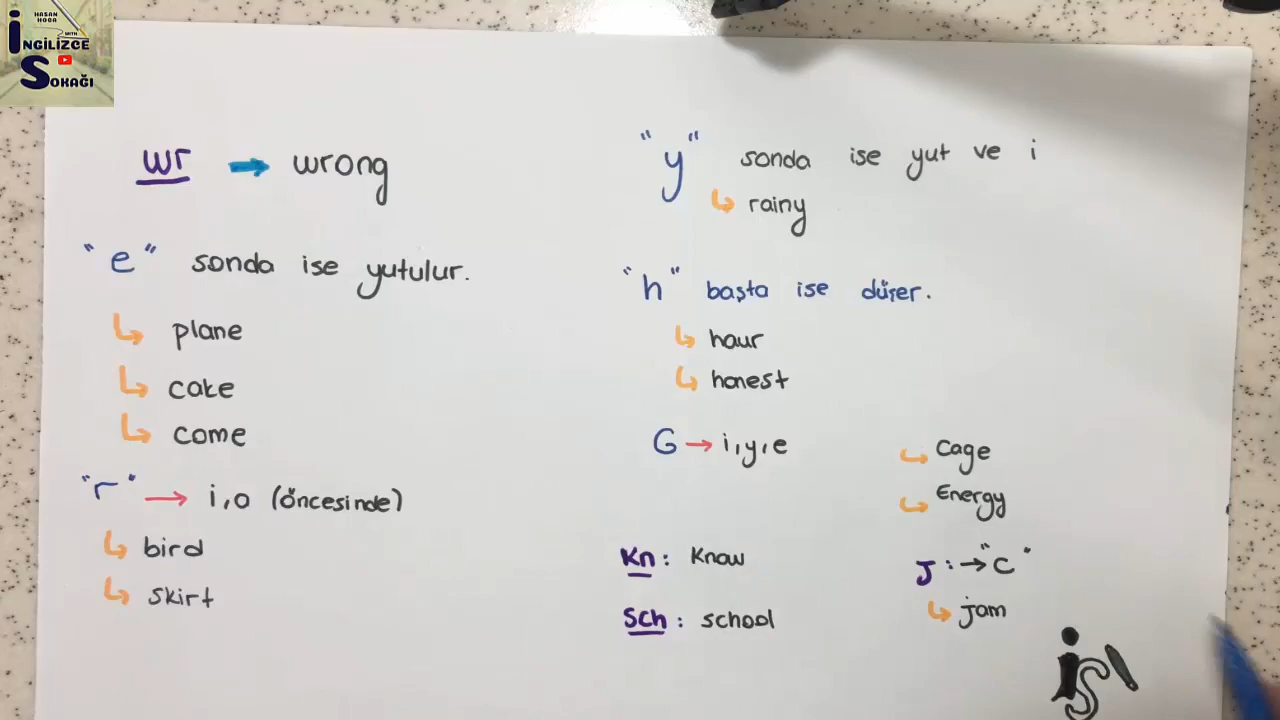 HASAN HOCA
WITH
İNGİLİZCE
SOKAĞI
wr → wrong
"e" sonda ise yutulur.
↳ plane
↳ cake
↳ come
"r" → i, o (öncesinde)
↳ bird
↳ skirt
"y" sonda ise yut ve i
↳ rainy
"h" başta ise düşer.
↳ hour
↳ honest
G → i, y, e
↳ cage
↳ Energy
Kn : Know
Sch : school
J : → "C"
↳ jam
is